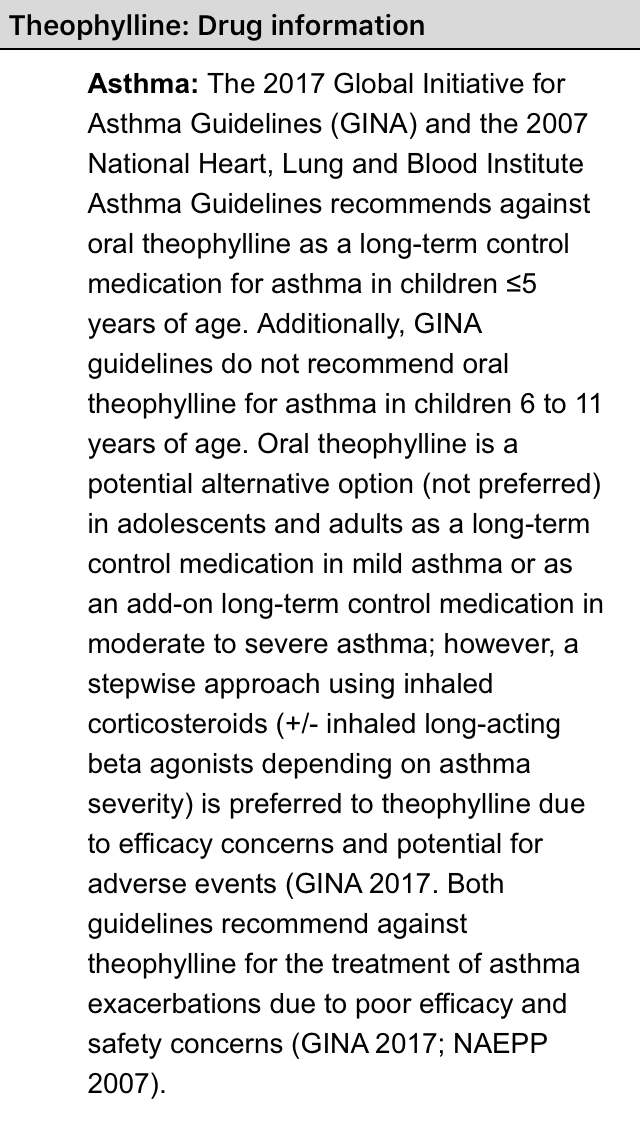 Theophylline: Drug information
Asthma: The 2017 Global Initiative for
Asthma Guidelines (GINA) and the 2007
National Heart, Lung and Blood Institute
Asthma Guidelines recommends against
oral theophylline as a long-term control
medication for asthma in children ≤5
years of age. Additionally, GINA
guidelines do not recommend oral
theophylline for asthma in children 6 to 11
years of age. Oral theophylline is a
potential alternative option (not preferred)
in adolescents and adults as a long-term
control medication in mild asthma or as
an add-on long-term control medication in
moderate to severe asthma; however, a
stepwise approach using inhaled
corticosteroids (+/- inhaled long-acting
beta agonists depending on asthma
severity) is preferred to theophylline due
to efficacy concerns and potential for
adverse events (GINA 2017. Both
guidelines recommend against
theophylline for the treatment of asthma
exacerbations due to poor efficacy and
safety concerns (GINA 2017; NAEPP
2007).